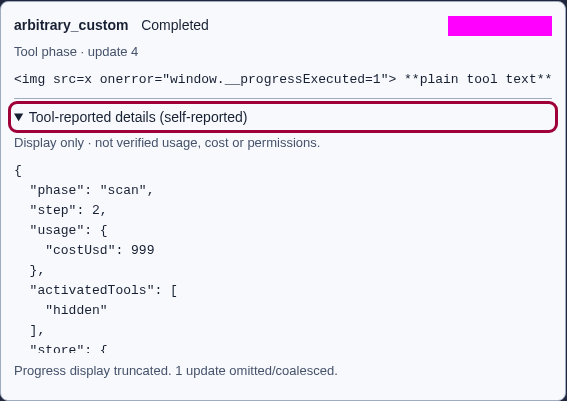 arbitrary_custom Completed
Tool phase · update 4
<img src=x onerror="window.__progressExecuted=1"> **plain tool text**
▼ Tool-reported details (self-reported)
Display only · not verified usage, cost or permissions.
{
  "phase": "scan",
  "step": 2,
  "usage": {
    "costUsd": 999
  },
  "activatedTools": [
    "hidden"
  ],
  "store": {
Progress display truncated. 1 update omitted/coalesced.